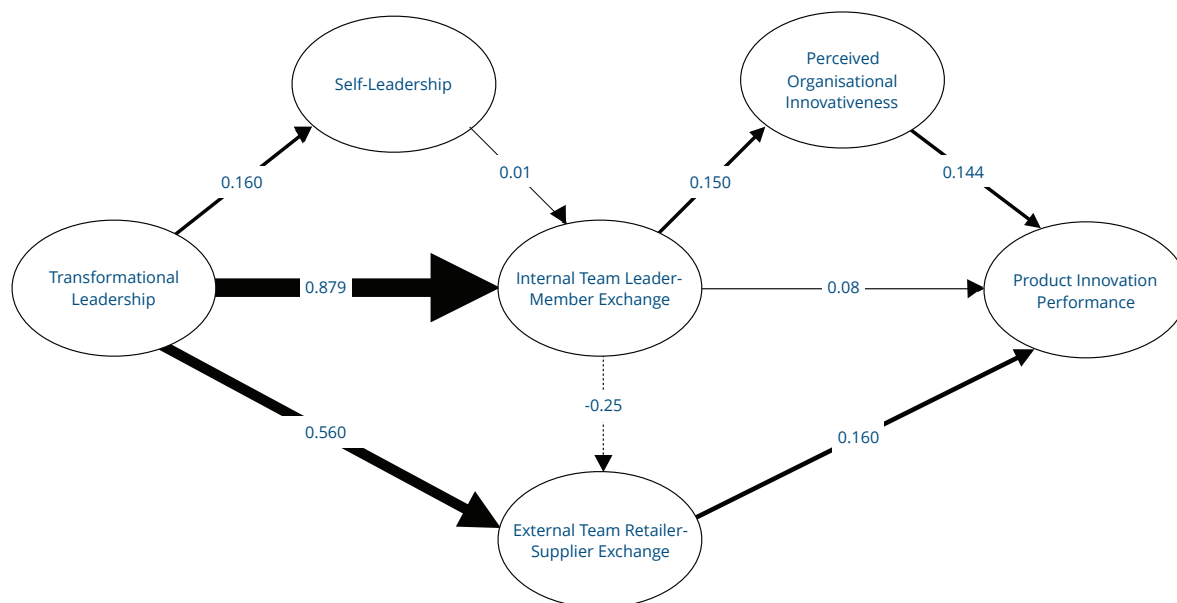 Self-Leadership
Perceived
Organisational
Innovativeness
0.160
0.01
0.150
0.144
Transformational
Leadership
0.879
Internal Team Leader-
Member Exchange
0.08
Product Innovation
Performance
-0.25
0.560
0.160
External Team Retailer-
Supplier Exchange